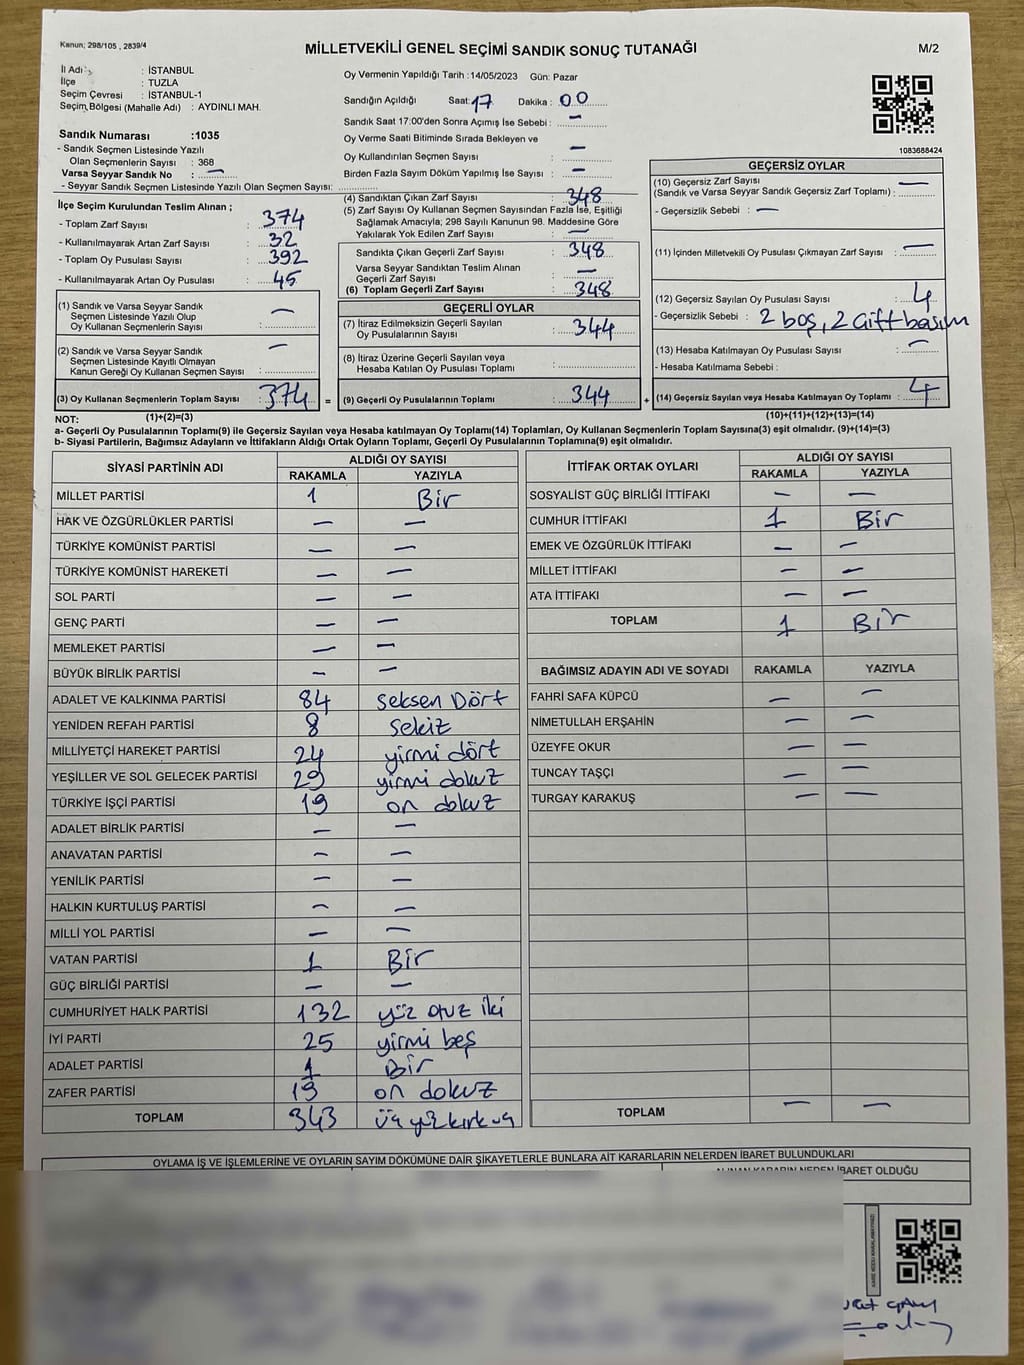 Kanun; 298/105 , 2839/4
MİLLETVEKİLİ GENEL SEÇİMİ SANDIK SONUÇ TUTANAĞI
M/2
İl Adı : İSTANBUL
İlçe : TUZLA
Seçim Çevresi : İSTANBUL-1
Seçim Bölgesi (Mahalle Adı) : AYDINLI MAH.
Sandık Numarası :1035
- Sandık Seçmen Listesinde Yazılı
Olan Seçmenlerin Sayısı : 368
Varsa Seyyar Sandık No : —
- Seyyar Sandık Seçmen Listesinde Yazılı Olan Seçmen Sayısı:
Oy Vermenin Yapıldığı Tarih :14/05/2023 Gün: Pazar
Sandığın Açıldığı Saat: 17 Dakika : 00
Sandık Saat 17:00'den Sonra Açımış İse Sebebi : —
Oy Verme Saati Bitiminde Sırada Bekleyen ve
Oy Kullandırılan Seçmen Sayısı : —
Birden Fazla Sayım Döküm Yapılmış İse Sayısı : —
1083688424
İlçe Seçim Kurulundan Teslim Alınan ;
- Toplam Zarf Sayısı : 374
- Kullanılmayarak Artan Zarf Sayısı : 32
- Toplam Oy Pusulası Sayısı : 392
- Kullanılmayarak Artan Oy Pusulası : 45
(1) Sandık ve Varsa Seyyar Sandık
Seçmen Listesinde Yazılı Olup
Oy Kullanan Seçmenlerin Sayısı : —
(2) Sandık ve Varsa Seyyar Sandık
Seçmen Listesinde Kayıtlı Olmayan
Kanun Gereği Oy Kullanan Seçmen Sayısı : —
(3) Oy Kullanan Seçmenlerin Toplam Sayısı : 374 =
(4) Sandıktan Çıkan Zarf Sayısı : 348
(5) Zarf Sayısı Oy Kullanan Seçmen Sayısından Fazla İse, Eşitliği
Sağlamak Amacıyla; 298 Sayılı Kanunun 98. Maddesine Göre
Yakılarak Yok Edilen Zarf Sayısı : —
Sandıkta Çıkan Geçerli Zarf Sayısı : 348
Varsa Seyyar Sandıktan Teslim Alınan
Geçerli Zarf Sayısı : —
(6) Toplam Geçerli Zarf Sayısı : 348
GEÇERLİ OYLAR
(7) İtiraz Edilmeksizin Geçerli Sayılan
Oy Pusulalarının Sayısı : 344
(8) İtiraz Üzerine Geçerli Sayılan veya
Hesaba Katılan Oy Pusulası Toplamı :
(9) Geçerli Oy Pusulalarının Toplamı : 344 +
GEÇERSİZ OYLAR
(10) Geçersiz Zarf Sayısı
(Sandık ve Varsa Seyyar Sandık Geçersiz Zarf Toplamı) : —
- Geçersizlik Sebebi : —
(11) İçinden Milletvekili Oy Pusulası Çıkmayan Zarf Sayısı : —
(12) Geçersiz Sayılan Oy Pusulası Sayısı : 4
- Geçersizlik Sebebi : 2 boş, 2 Çift basım
(13) Hesaba Katılmayan Oy Pusulası Sayısı : —
- Hesaba Katılmama Sebebi :
(14) Geçersiz Sayılan veya Hesaba Katılmayan Oy Toplamı : 4
NOT: (1)+(2)=(3) (10)+(11)+(12)+(13)=(14)
a- Geçerli Oy Pusulalarının Toplamı(9) ile Geçersiz Sayılan veya Hesaba katılmayan Oy Toplamı(14) Toplamları, Oy Kullanan Seçmenlerin Toplam Sayısına(3) eşit olmalıdır. (9)+(14)=(3)
b- Siyasi Partilerin, Bağımsız Adayların ve İttifakların Aldığı Ortak Oyların Toplamı, Geçerli Oy Pusulalarının Toplamına(9) eşit olmalıdır.
SİYASİ PARTİNİN ADI ALDIĞI OY SAYISI
RAKAMLA YAZIYLA
MİLLET PARTİSİ 1 Bir
HAK VE ÖZGÜRLÜKLER PARTİSİ — —
TÜRKİYE KOMÜNİST PARTİSİ — —
TÜRKİYE KOMÜNİST HAREKETİ — —
SOL PARTİ — —
GENÇ PARTİ — —
MEMLEKET PARTİSİ — —
BÜYÜK BİRLİK PARTİSİ — —
ADALET VE KALKINMA PARTİSİ 84 Seksen Dört
YENİDEN REFAH PARTİSİ 8 Sekiz
MİLLİYETÇİ HAREKET PARTİSİ 24 yirmi dört
YEŞİLLER VE SOL GELECEK PARTİSİ 29 yirmi dokuz
TÜRKİYE İŞÇİ PARTİSİ 19 on dokuz
ADALET BİRLİK PARTİSİ — —
ANAVATAN PARTİSİ — —
YENİLİK PARTİSİ — —
HALKIN KURTULUŞ PARTİSİ — —
MİLLİ YOL PARTİSİ — —
VATAN PARTİSİ 1 Bir
GÜÇ BİRLİĞİ PARTİSİ — —
CUMHURİYET HALK PARTİSİ 132 yüz otuz iki
İYİ PARTİ 25 yirmi beş
ADALET PARTİSİ 1 Bir
ZAFER PARTİSİ 19 on dokuz
TOPLAM 343 üç yüz kırk üç
İTTİFAK ORTAK OYLARI ALDIĞI OY SAYISI
RAKAMLA YAZIYLA
SOSYALİST GÜÇ BİRLİĞİ İTTİFAKI — —
CUMHUR İTTİFAKI 1 Bir
EMEK VE ÖZGÜRLÜK İTTİFAKI — —
MİLLET İTTİFAKI — —
ATA İTTİFAKI — —
TOPLAM 1 Bir
BAĞIMSIZ ADAYIN ADI VE SOYADI RAKAMLA YAZIYLA
FAHRİ SAFA KÜPCÜ — —
NİMETULLAH ERŞAHİN — —
ÜZEYFE OKUR — —
TUNCAY TAŞÇI — —
TURGAY KARAKUŞ — —
TOPLAM — —
OYLAMA İŞ VE İŞLEMLERİNE VE OYLARIN SAYIM DÖKÜMÜNE DAİR ŞİKAYETLERLE BUNLARA AİT KARARLARIN NELERDEN İBARET BULUNDUKLARI
ALINAN KARARIN NEDEN İBARET OLDUĞU
KARE KODU KARALAMAYINIZ!